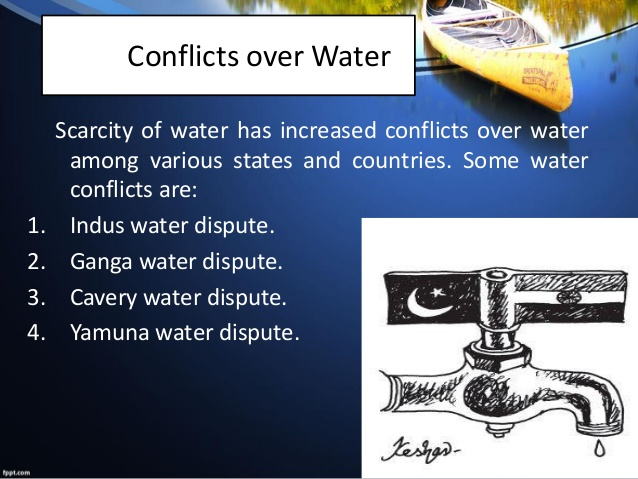 Conflicts over Water
Scarcity of water has increased conflicts over water
among various states and countries. Some water
conflicts are:
1. Indus water dispute.
2. Ganga water dispute.
3. Cavery water dispute.
4. Yamuna water dispute.
Keshav
fppt.com